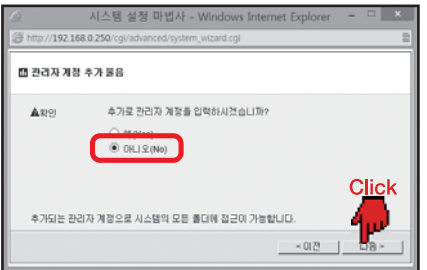 시스템 설정 마법사 - Windows Internet Explorer
http://192.168.0.250/cgi/advanced/system_wizard.cgi
관리자 계정 추가 물음
확인
추가로 관리자 계정을 입력하시겠습니까?
아니오(No)
Click
추가되는 관리자 계정으로 시스템의 모든 폴더에 접근이 가능합니다.
< 이전
다음 >